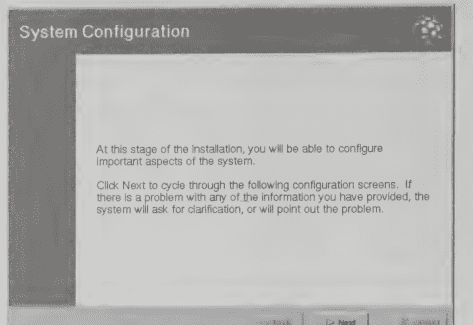 System Configuration
At this stage of the installation, you will be able to configure
important aspects of the system.
Click Next to cycle through the following configuration screens. If
there is a problem with any of the information you have provided, the
system will ask for clarification, or will point out the problem.
Next